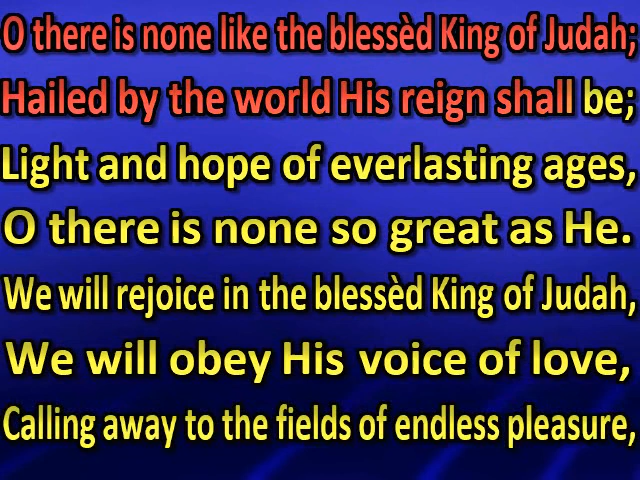 O there is none like the blessèd King of Judah;
Hailed by the world His reign shall be;
Light and hope of everlasting ages,
O there is none so great as He.
We will rejoice in the blessèd King of Judah,
We will obey His voice of love,
Calling away to the fields of endless pleasure,